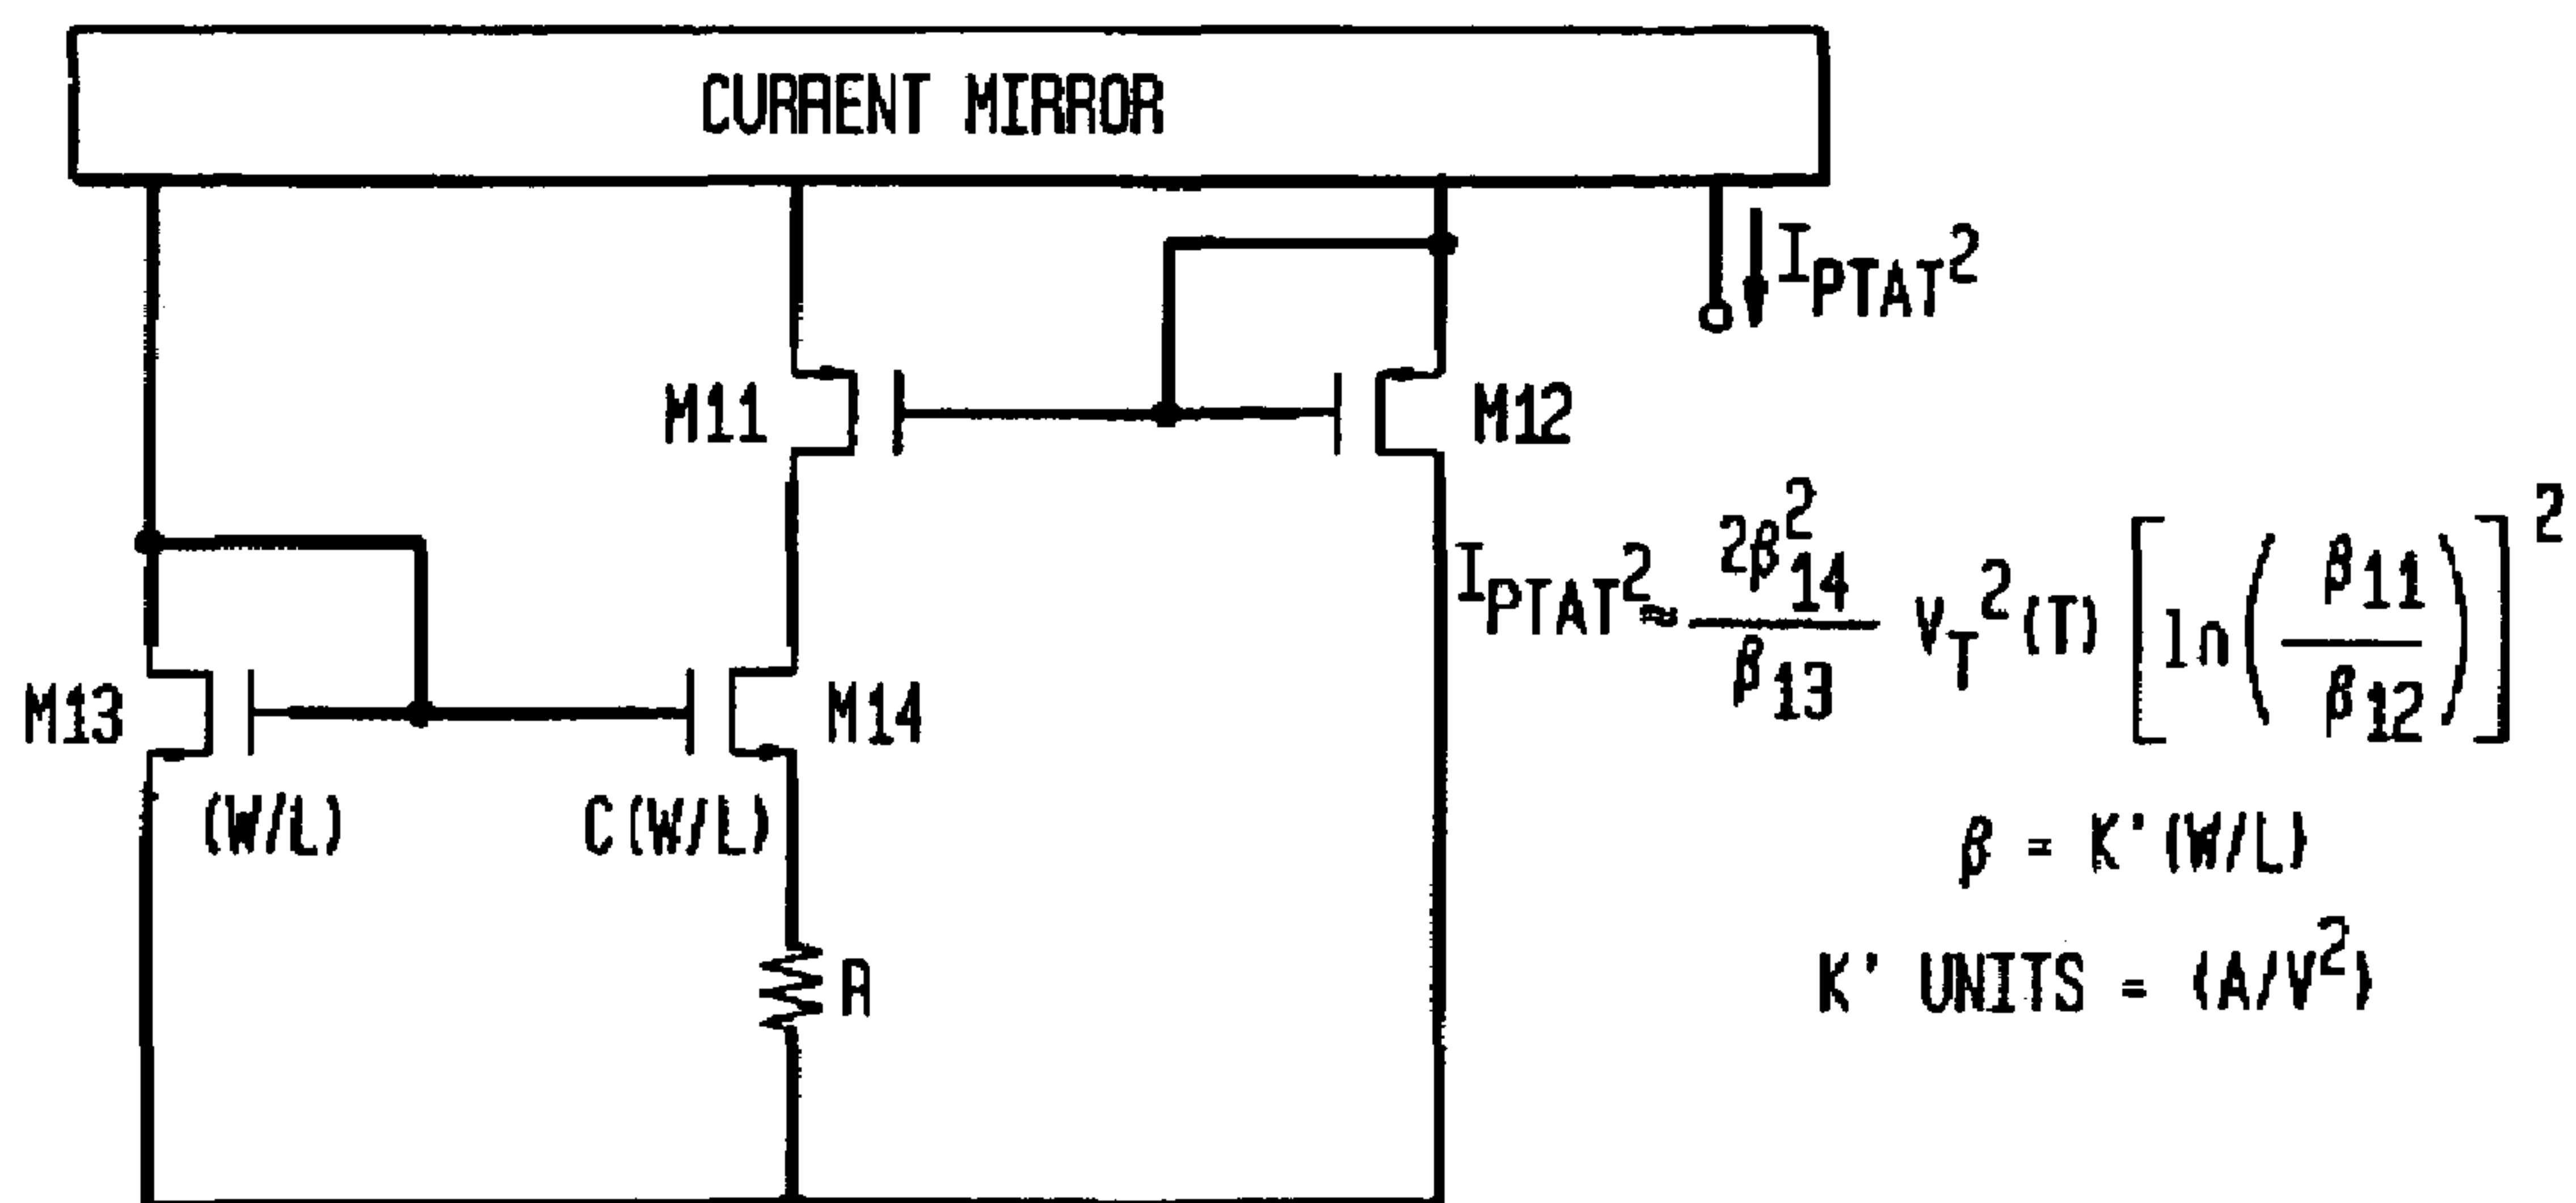 CURRENT MIRROR
I_PTAT²
M11
M12
I_PTAT² ≈ 2β²_14 / β_13 V_T²(T) [ln(β_11 / β_12)]²
M13
M14
(W/L)
C(W/L)
β = K'(W/L)
R
K' UNITS = (A/V²)